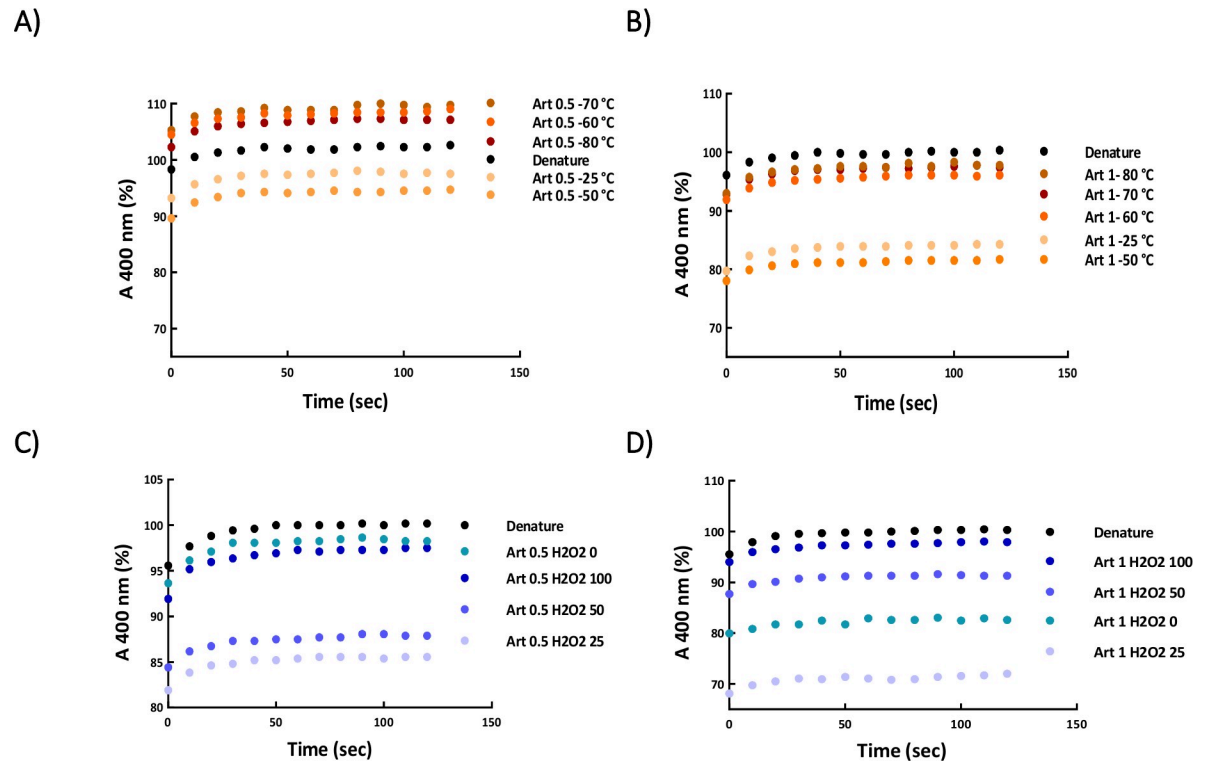 A)
110
100
90
80
70
A 400 nm (%)
0
50
100
150
Time (sec)
Art 0.5 -70 °C
Art 0.5 -60 °C
Art 0.5 -80 °C
Denature
Art 0.5 -25 °C
Art 0.5 -50 °C
B)
110
100
90
80
70
A 400 nm (%)
0
50
100
150
Time (sec)
Denature
Art 1- 80 °C
Art 1- 70 °C
Art 1- 60 °C
Art 1 -25 °C
Art 1 -50 °C
C)
105
100
95
90
85
80
A 400 nm (%)
0
50
100
150
Time (sec)
Denature
Art 0.5 H2O2 0
Art 0.5 H2O2 100
Art 0.5 H2O2 50
Art 0.5 H2O2 25
D)
110
100
90
80
70
A 400 nm (%)
0
50
100
150
Time (sec)
Denature
Art 1 H2O2 100
Art 1 H2O2 50
Art 1 H2O2 0
Art 1 H2O2 25